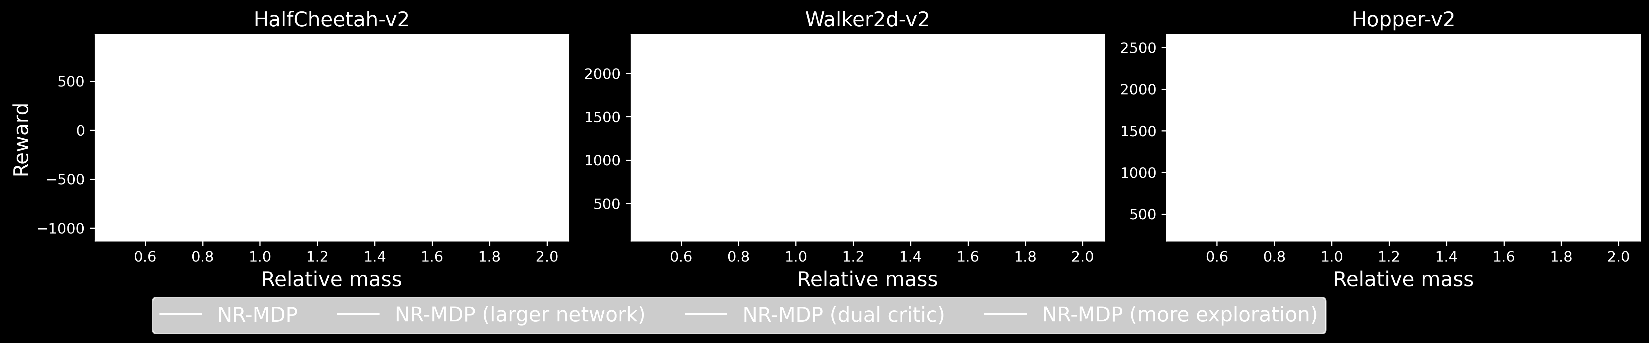 HalfCheetah-v2 Walker2d-v2 Hopper-v2
Reward
500
0
−500
−1000
0.6 0.8 1.0 1.2 1.4 1.6 1.8 2.0
Relative mass
2000
1500
1000
500
0.6 0.8 1.0 1.2 1.4 1.6 1.8 2.0
Relative mass
2500
2000
1500
1000
500
0.6 0.8 1.0 1.2 1.4 1.6 1.8 2.0
Relative mass
NR-MDP NR-MDP (larger network) NR-MDP (dual critic) NR-MDP (more exploration)